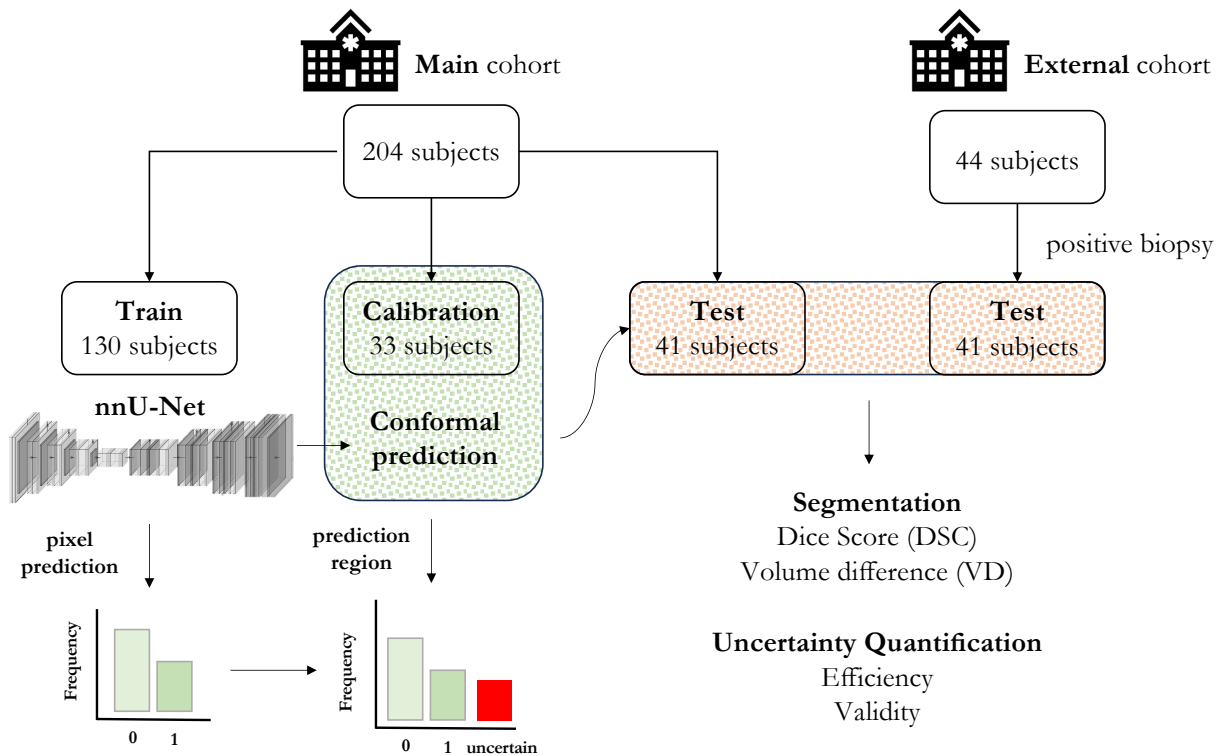 Main cohort
External cohort
204 subjects
44 subjects
positive biopsy
Train
130 subjects
Calibration
33 subjects
Test
41 subjects
Test
41 subjects
nnU-Net
Conformal
prediction
pixel
prediction
prediction
region
Segmentation
Dice Score (DSC)
Volume difference (VD)
Uncertainty Quantification
Efficiency
Validity
Frequency
0 1
Frequency
0 1 uncertain